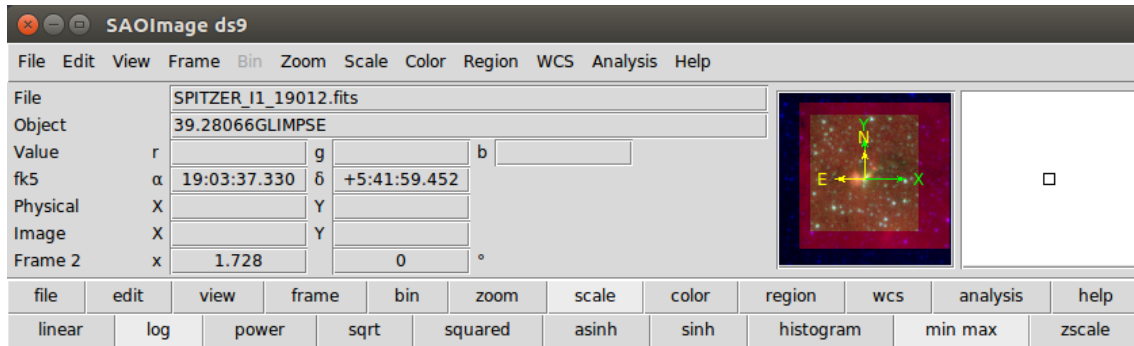 SAOImage ds9
File Edit View Frame Bin Zoom Scale Color Region WCS Analysis Help
File SPITZER_I1_19012.fits
Object 39.28066GLIMPSE
Value r g b
fk5 α 19:03:37.330 δ +5:41:59.452
Physical X Y
Image X Y
Frame 2 x 1.728 0 °
Y
N
E X
file edit view frame bin zoom scale color region wcs analysis help
linear log power sqrt squared asinh sinh histogram min max zscale